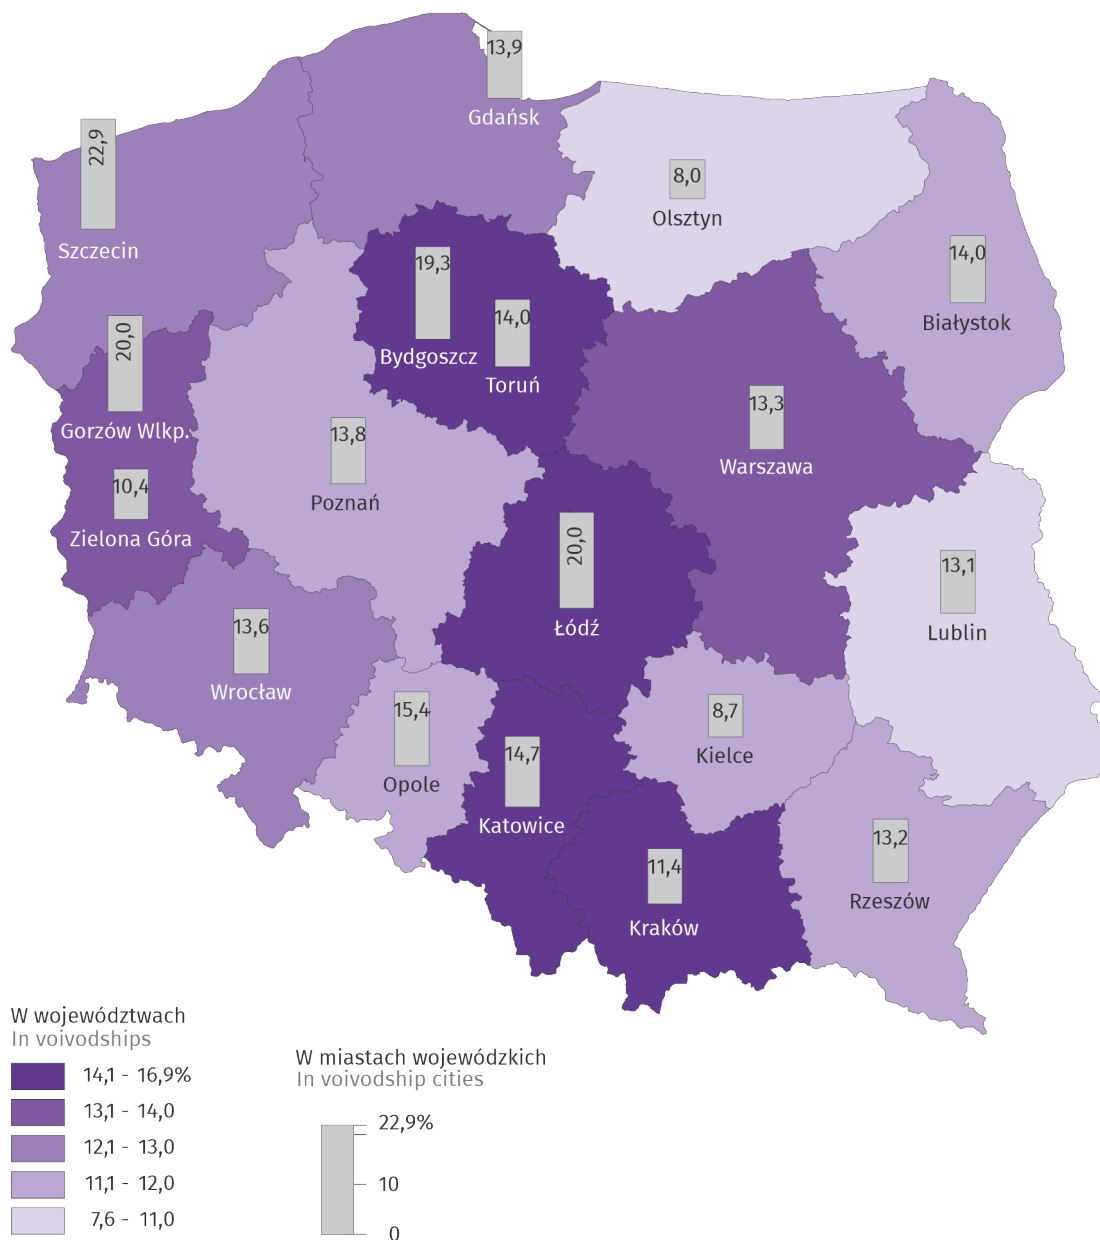 13,9
Gdańsk
22,9
Szczecin
8,0
Olsztyn
14,0
Białystok
19,3
Bydgoszcz
14,0
Toruń
20,0
Gorzów Wlkp.
13,3
Warszawa
13,8
Poznań
10,4
Zielona Góra
20,0
Łódź
13,1
Lublin
13,6
Wrocław
15,4
Opole
14,7
Katowice
8,7
Kielce
11,4
Kraków
13,2
Rzeszów
W województwach
In voivodships
14,1 - 16,9%
13,1 - 14,0
12,1 - 13,0
11,1 - 12,0
7,6 - 11,0
W miastach wojewódzkich
In voivodship cities
22,9%
10
0